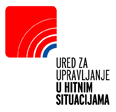 URED ZA
UPRAVLJANJE
U HITNIM
SITUACIJAMA